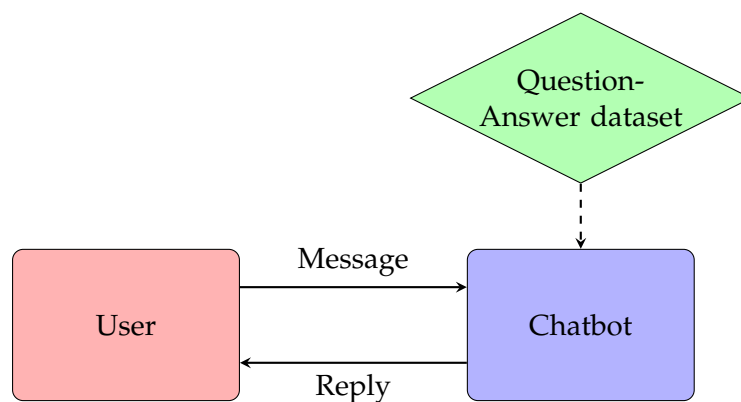 Question-
Answer dataset
Message
User
Chatbot
Reply